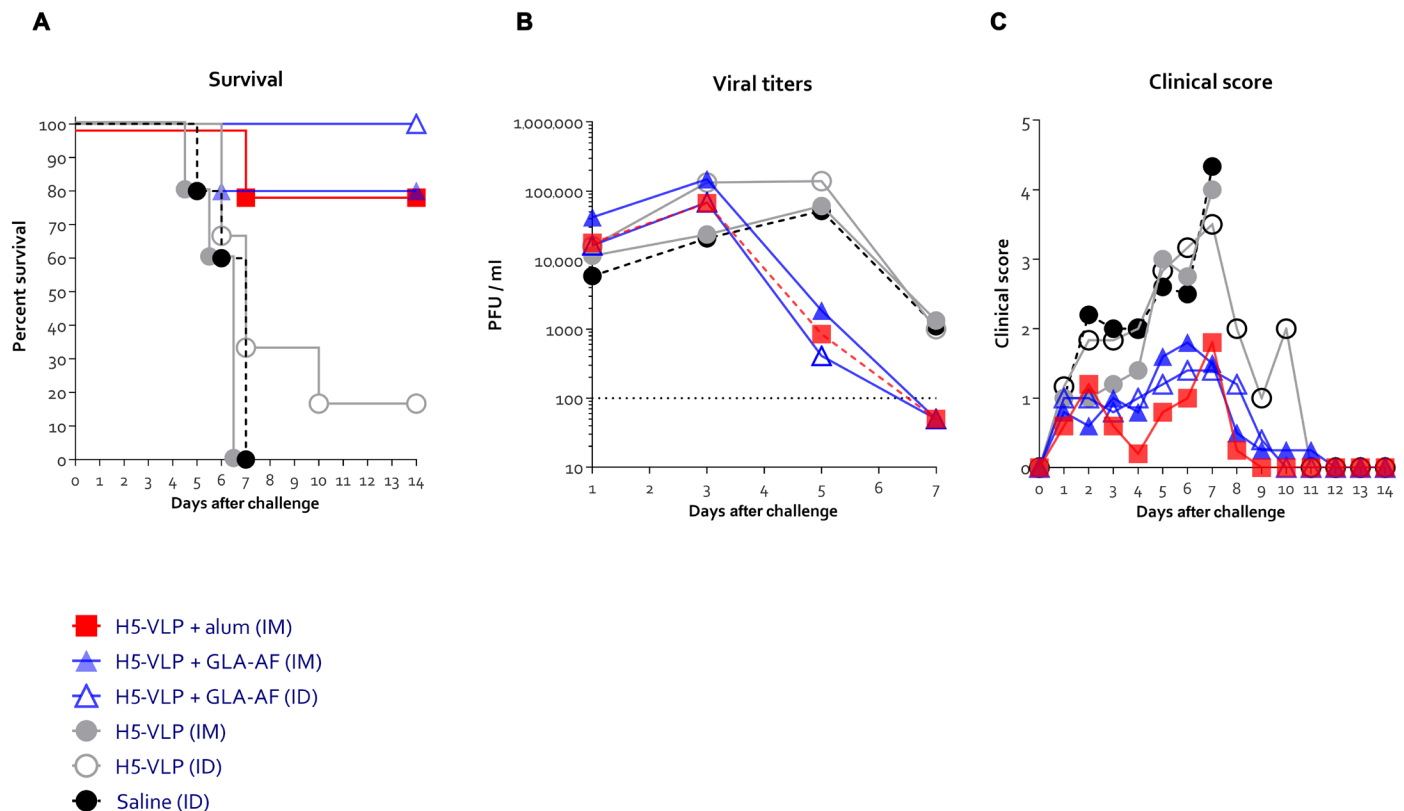 A
B
C
Survival
Viral titers
Clinical score
Percent survival
100
90
80
70
60
50
40
30
20
10
0
0 1 2 3 4 5 6 7 8 9 10 11 12 13 14
Days after challenge
PFU / ml
1,000,000
100,000
10,000
1000
100
10
1 2 3 4 5 6 7
Days after challenge
Clinical score
5
4
3
2
1
0
0 1 2 3 4 5 6 7 8 9 10 11 12 13 14
Days after challenge
H5-VLP + alum (IM)
H5-VLP + GLA-AF (IM)
H5-VLP + GLA-AF (ID)
H5-VLP (IM)
H5-VLP (ID)
Saline (ID)